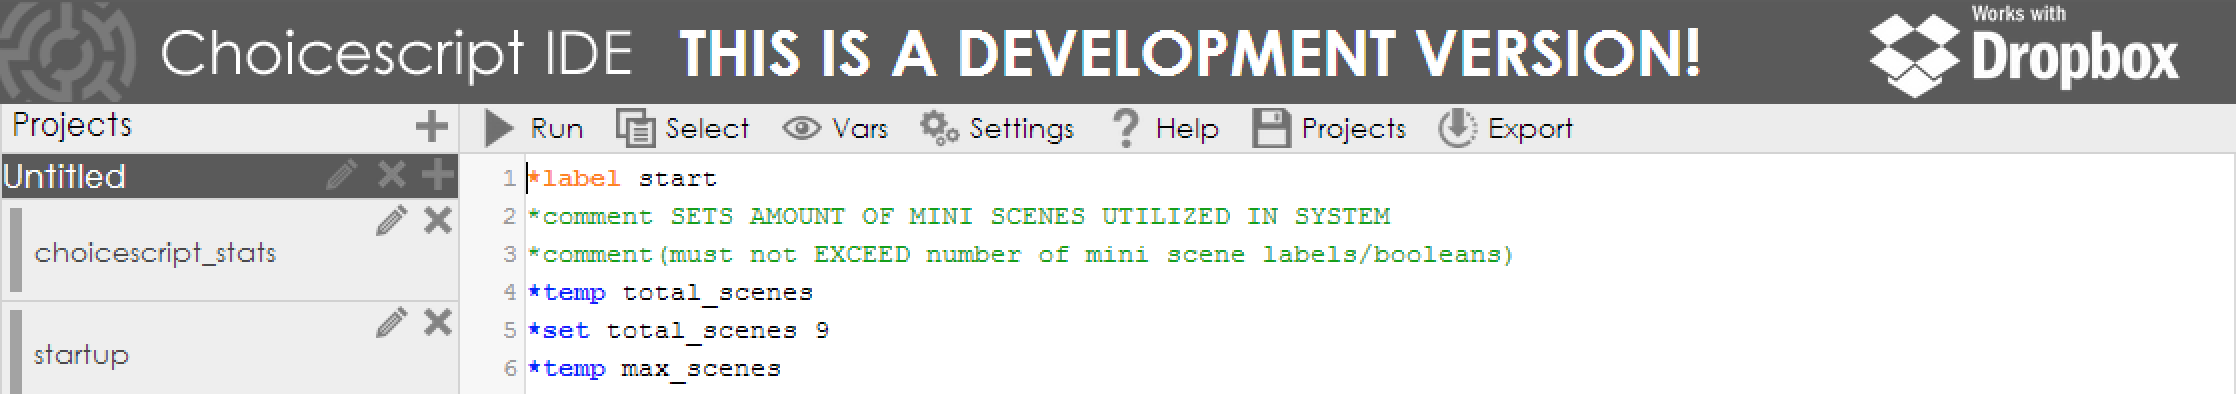 Choicescript IDE THIS IS A DEVELOPMENT VERSION!
Works with
Dropbox
Projects
Run Select Vars Settings Help Projects Export
Untitled
choicescript_stats
startup
1 *label start
2 *comment SETS AMOUNT OF MINI SCENES UTILIZED IN SYSTEM
3 *comment(must not EXCEED number of mini scene labels/booleans)
4 *temp total_scenes
5 *set total_scenes 9
6 *temp max_scenes